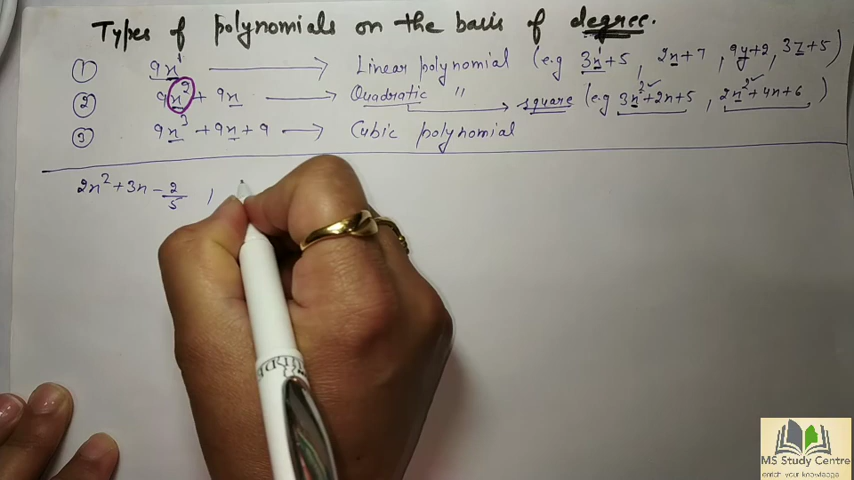 Types of polynomials on the basis of degree.
① 9x¹ → Linear polynomial (e.g 3x¹+5, 2x+7, 9y+2, 3z+5)
② 9x² + 9x → Quadratic " → square (e.g 3x²+2x+5, 2x²+4x+6)
③ 9x³ + 9x + 9 → Cubic polynomial
2x² + 3x - 2/5 ,
MS Study Centre
enrich your knowledge